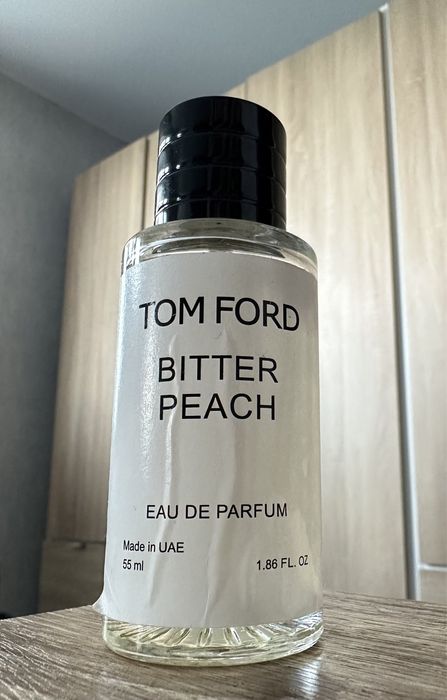 TOM FORD
BITTER
PEACH
EAU DE PARFUM
Made in UAE
55 ml 1.86 FL. OZ